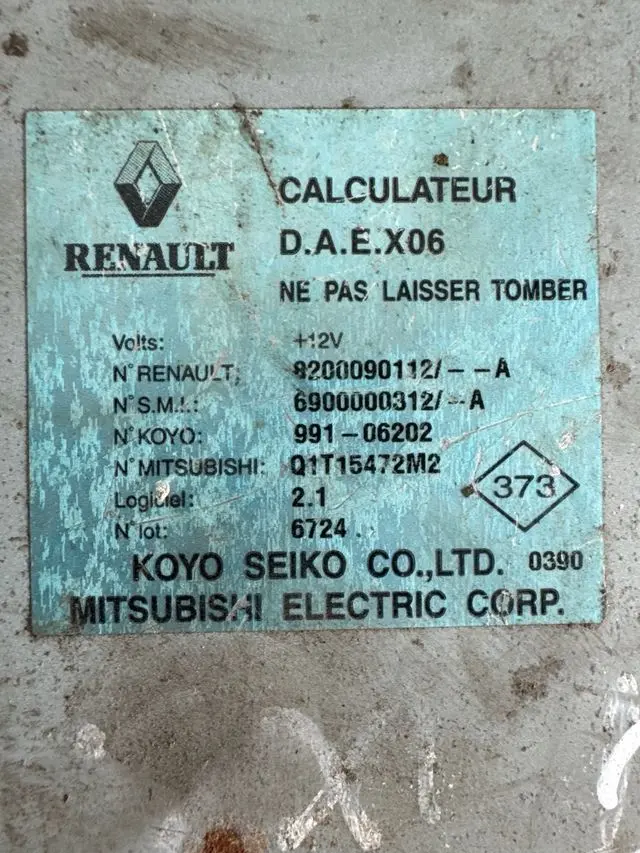 RENAULT
CALCULATEUR
D.A.E.X06
NE PAS LAISSER TOMBER
Volts: +12V
N°RENAULT: 8200090112/--A
N°S.M.I.: 6900000312/-A
N°KOYO: 991-06202
N°MITSUBISHI: Q1T15472M2
Logiciel: 2.1
N°lot: 6724
373
KOYO SEIKO CO.,LTD. 0390
MITSUBISHI ELECTRIC CORP.